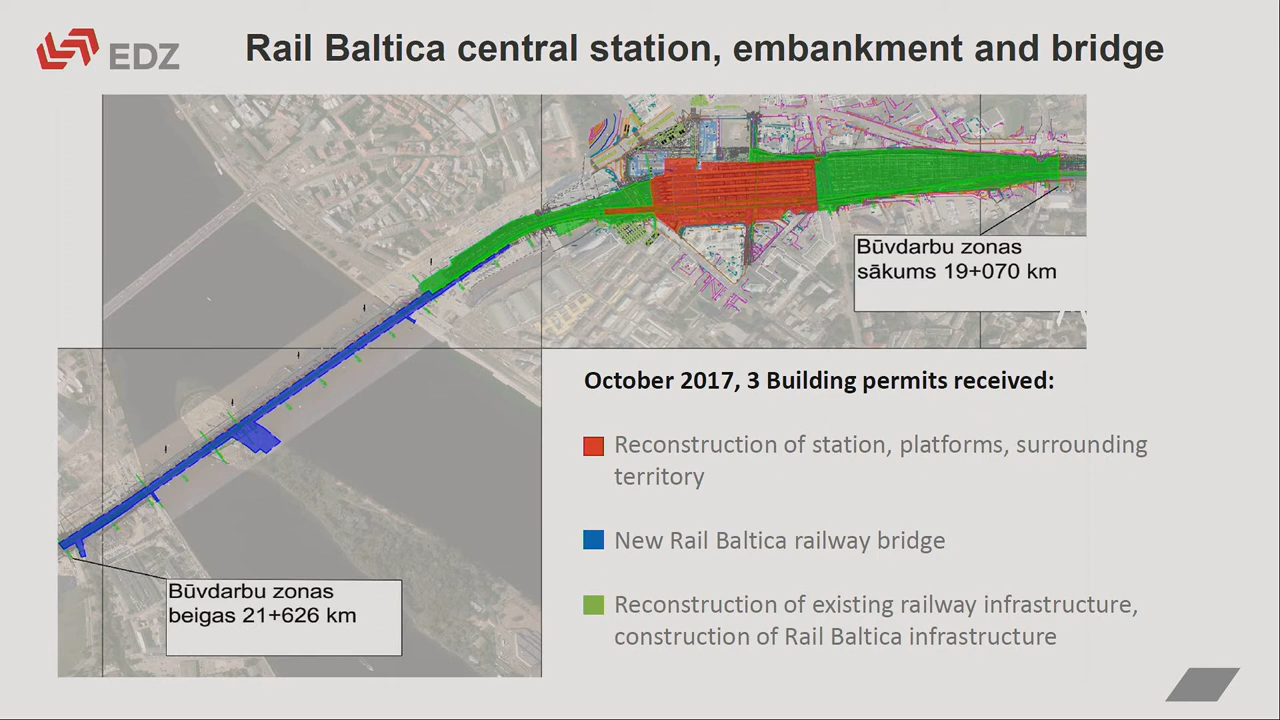 EDZ
Rail Baltica central station, embankment and bridge
Būvdarbu zonas
sākums 19+070 km
October 2017, 3 Building permits received:
Reconstruction of station, platforms, surrounding
territory
New Rail Baltica railway bridge
Reconstruction of existing railway infrastructure,
construction of Rail Baltica infrastructure
Būvdarbu zonas
beigas 21+626 km